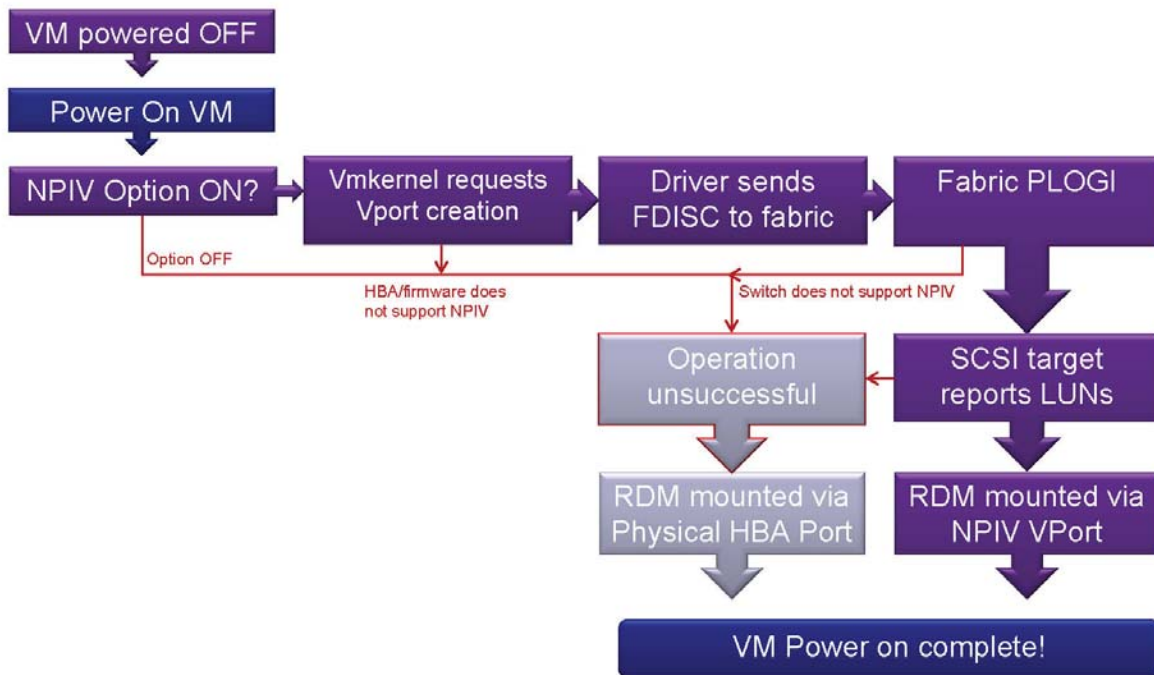 VM powered OFF
Power On VM
NPIV Option ON?
Vmkernel requests
Vport creation
Driver sends
FDISC to fabric
Fabric PLOGI
Option OFF
HBA/firmware does
not support NPIV
Switch does not support NPIV
Operation
unsuccessful
SCSI target
reports LUNs
RDM mounted via
Physical HBA Port
RDM mounted via
NPIV VPort
VM Power on complete!